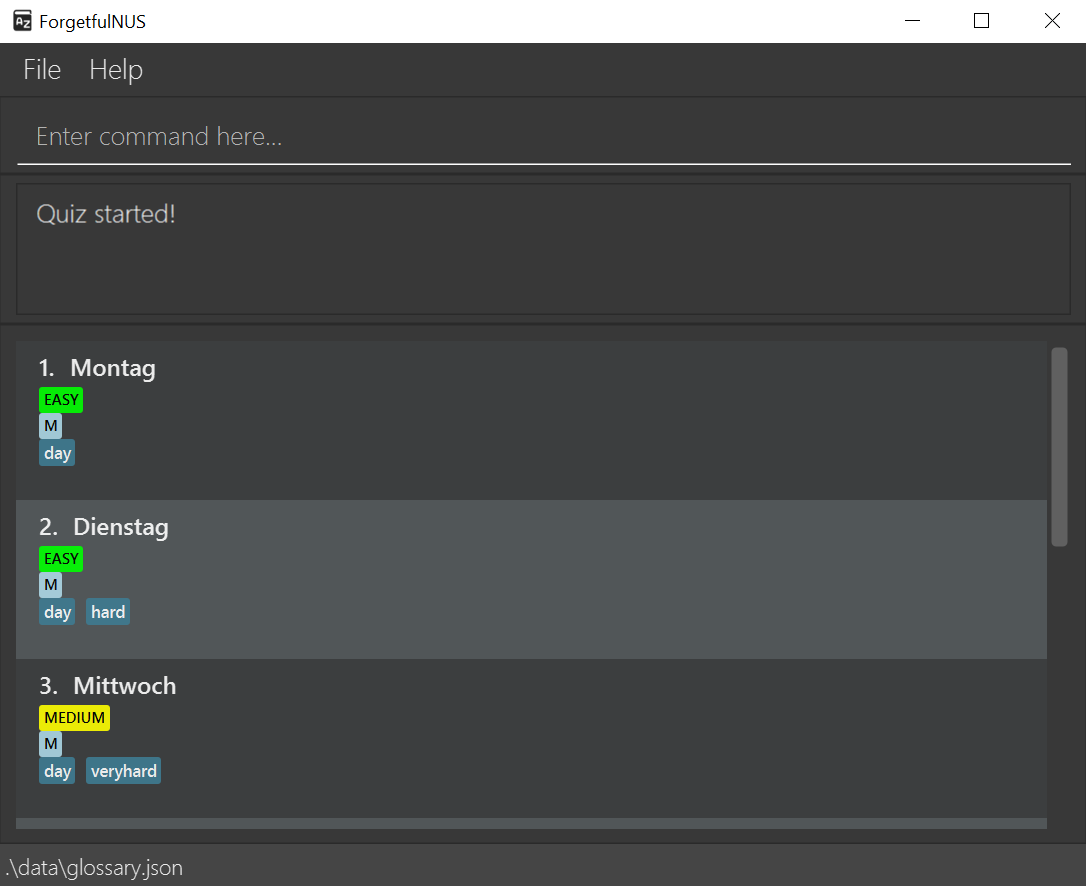 ForgetfulNUS
File Help
Enter command here...
Quiz started!
1. Montag
EASY
M
day
2. Dienstag
EASY
M
day hard
3. Mittwoch
MEDIUM
M
day veryhard
.\data\glossary.json